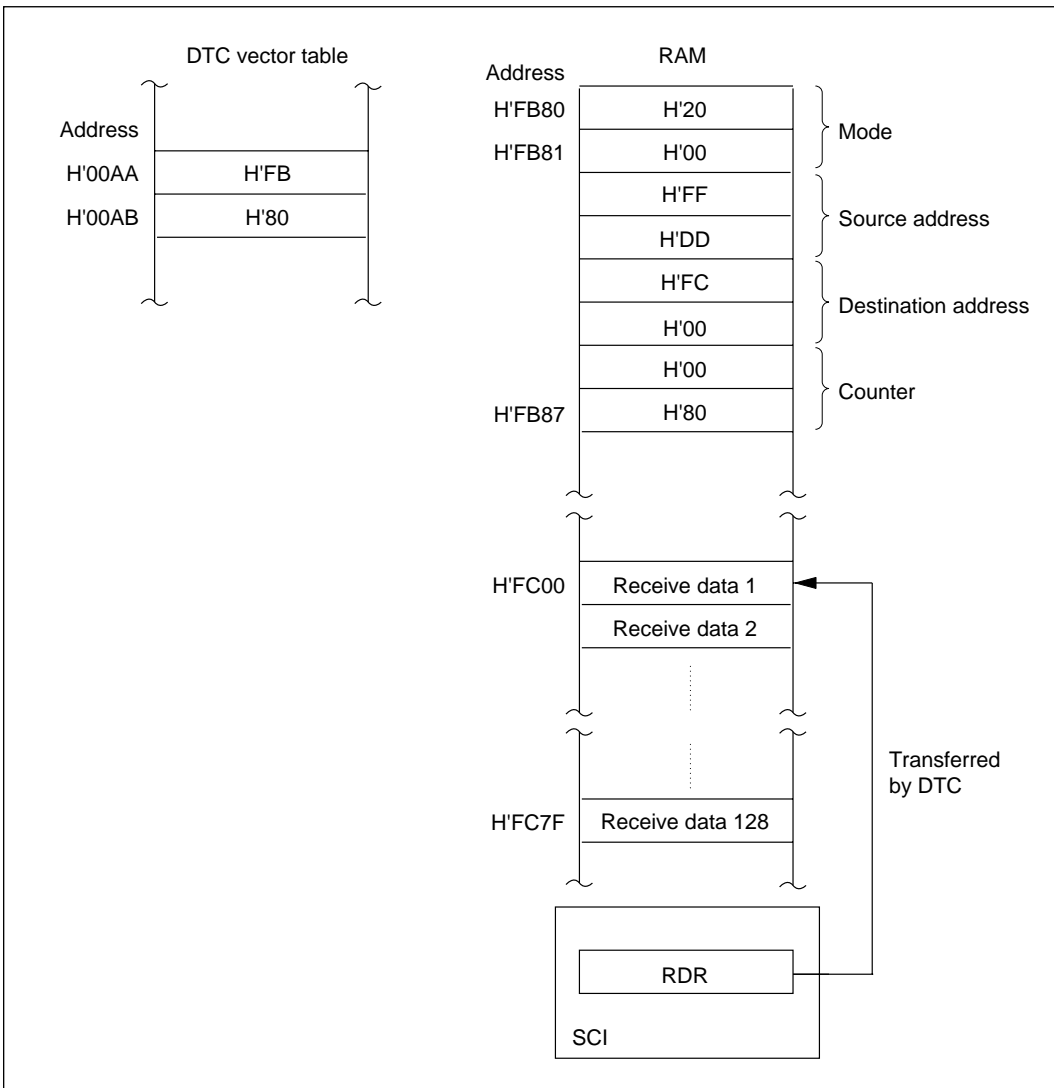 DTC vector table
Address
H'00AA H'FB
H'00AB H'80
RAM
Address
H'FB80 H'20
Mode
H'FB81 H'00
H'FF
Source address
H'DD
H'FC
Destination address
H'00
H'00
Counter
H'FB87 H'80
H'FC00 Receive data 1
Receive data 2
Transferred
by DTC
H'FC7F Receive data 128
RDR
SCI